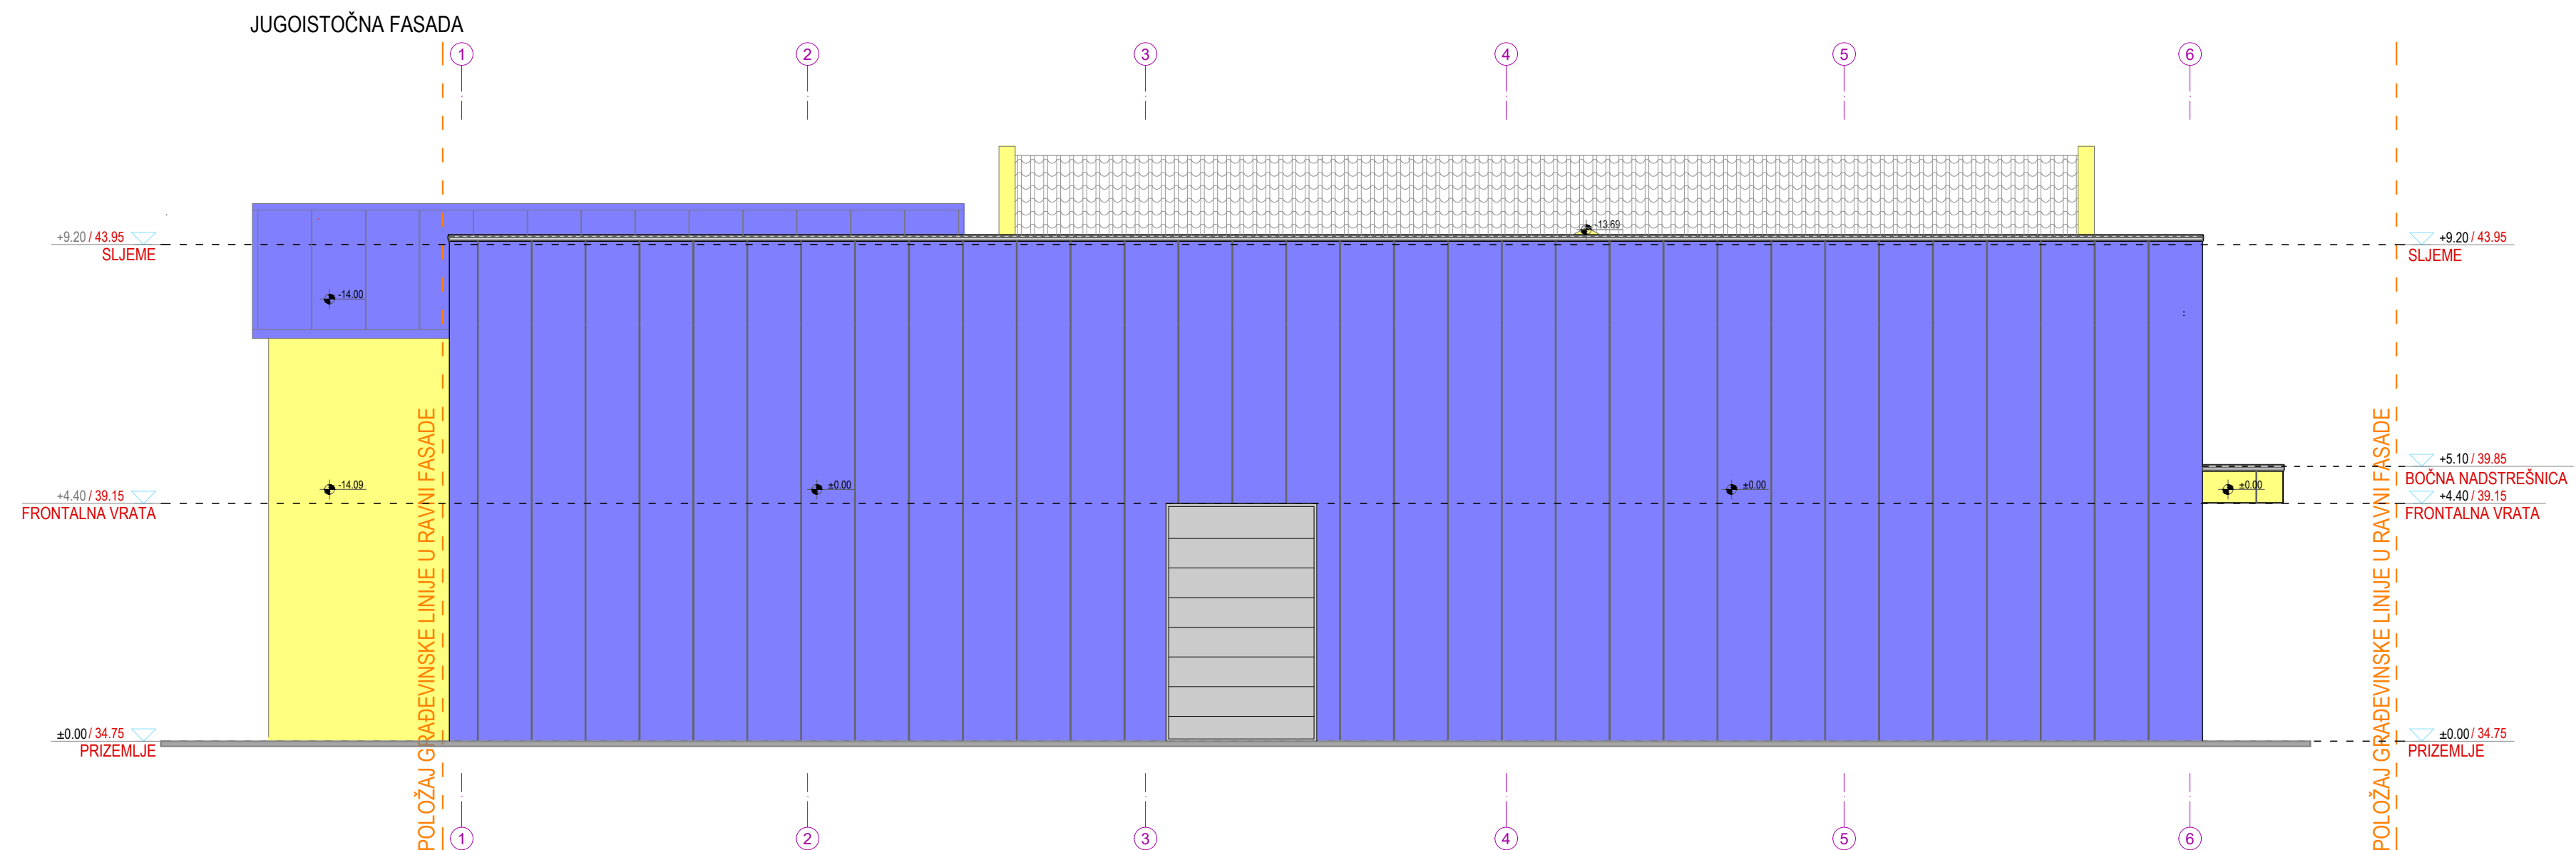 JUGOISTOČNA FASADA
1
2
3
4
5
6
-13.69
+9.20 / 43.95
SLJEME
+9.20 / 43.95
SLJEME
-14.00
+5.10 / 39.85
BOČNA NADSTREŠNICA
-14.09
±0.00
±0.00
±0.00
+4.40 / 39.15
FRONTALNA VRATA
+4.40 / 39.15
FRONTALNA VRATA
POLOŽAJ GRAĐEVINSKE LINIJE U RAVNI FASADE
POLOŽAJ GRAĐEVINSKE LINIJE U RAVNI FASADE
±0.00 / 34.75
PRIZEMLJE
±0.00 / 34.75
PRIZEMLJE
1
2
3
4
5
6